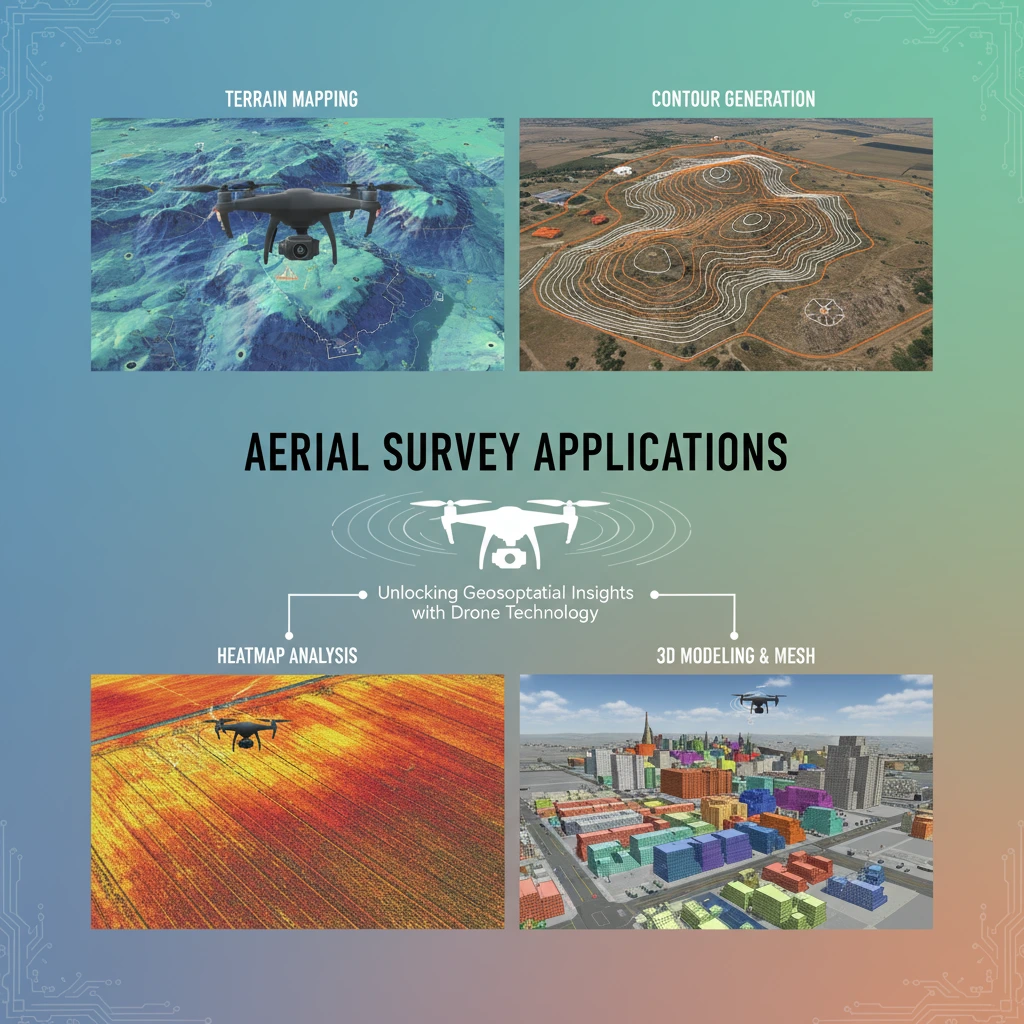 TERRAIN MAPPING
CONTOUR GENERATION
AERIAL SURVEY APPLICATIONS
Unlocking Geosoptatial Insights
with Drone Technology
HEATMAP ANALYSIS
3D MODELING & MESH